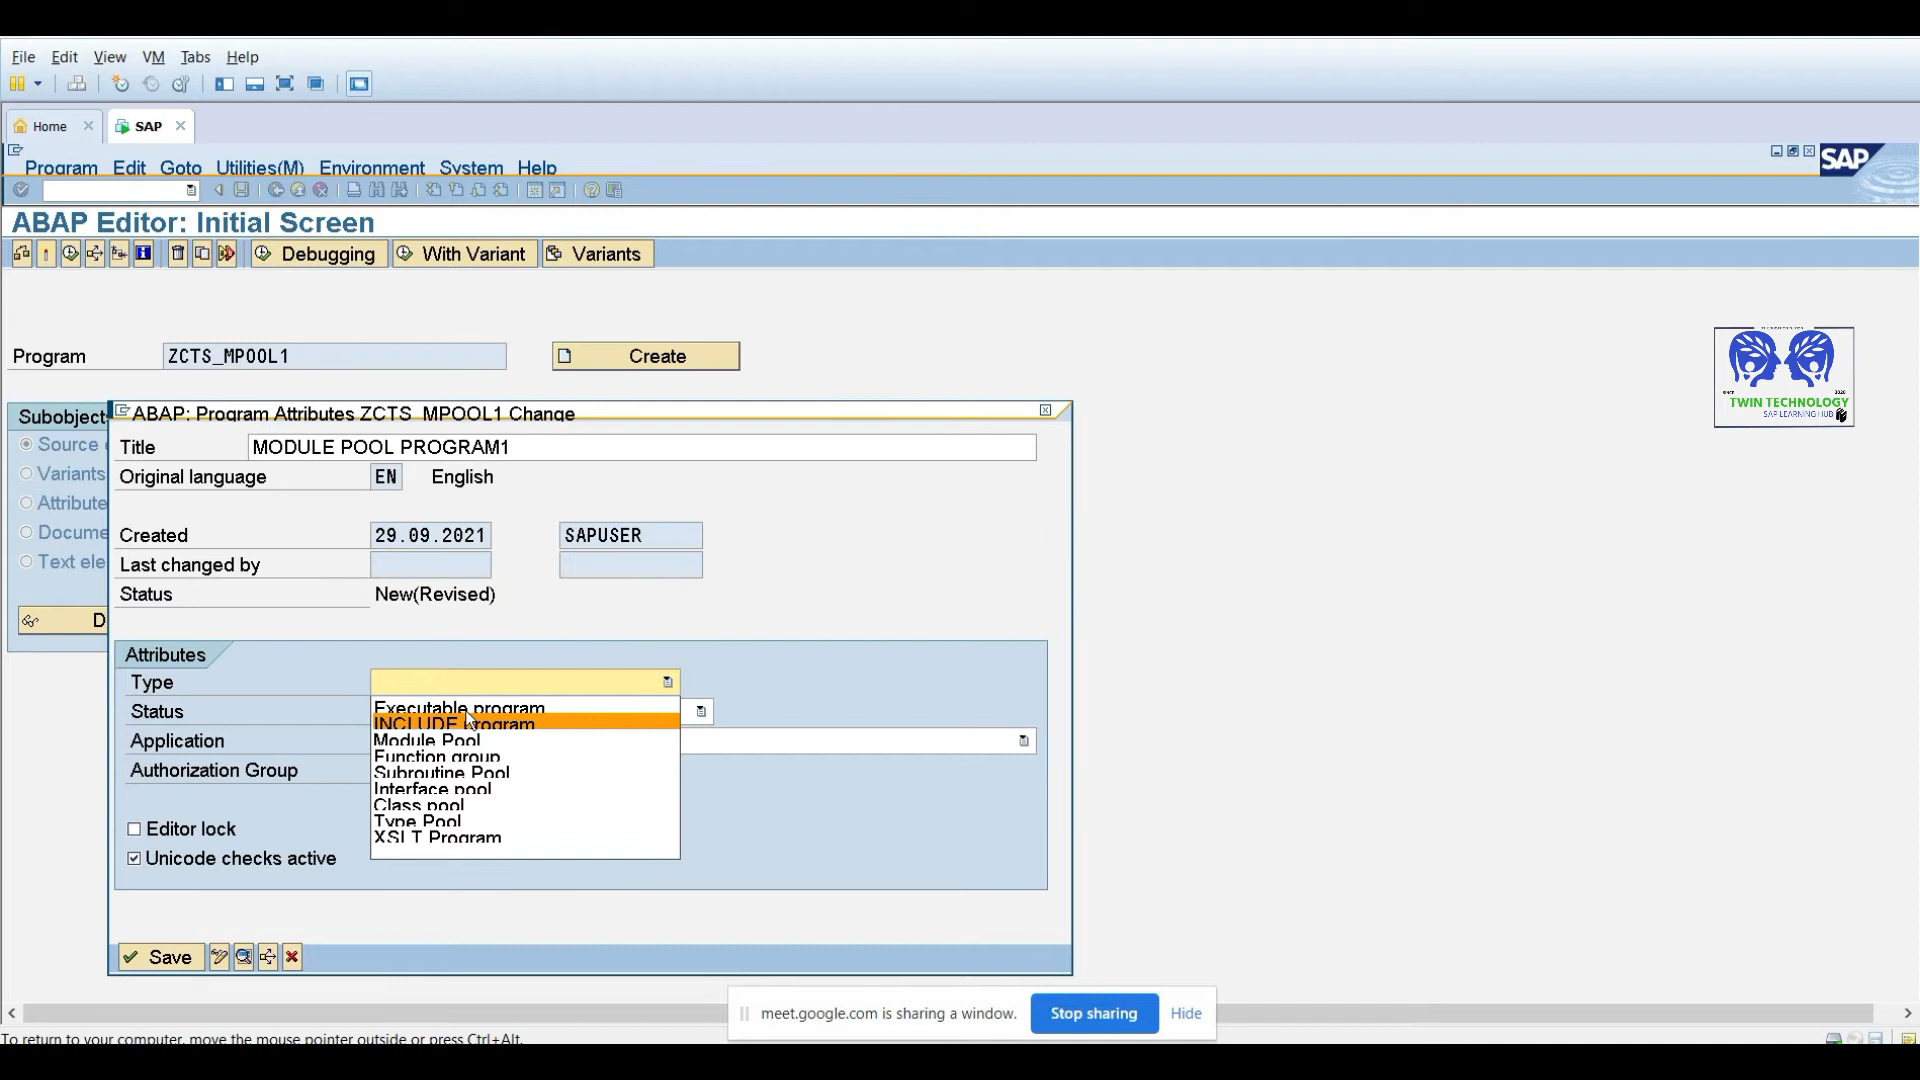 File Edit View VM Tabs Help
Home SAP
Program Edit Goto Utilities(M) Environment System Help
SAP
ABAP Editor: Initial Screen
Debugging With Variant Variants
Program ZCTS_MPOOL1 Create
TWIN TECHNOLOGY
SAP LEARNING HUB
Subobjects
ABAP: Program Attributes ZCTS_MPOOL1 Change
Source
Title MODULE POOL PROGRAM1
Variants
Original language EN English
Attribute
Docume
Created 29.09.2021 SAPUSER
Text ele
Last changed by
Status New(Revised)
D
Attributes
Type
Executable program
Status
INCLUDE program
Module Pool
Application
Function group
Subroutine Pool
Authorization Group
Interface pool
Class pool
Type Pool
Editor lock
XSLT Program
Unicode checks active
Save
meet.google.com is sharing a window. Stop sharing Hide
To return to your computer, move the mouse pointer outside or press Ctrl+Alt.